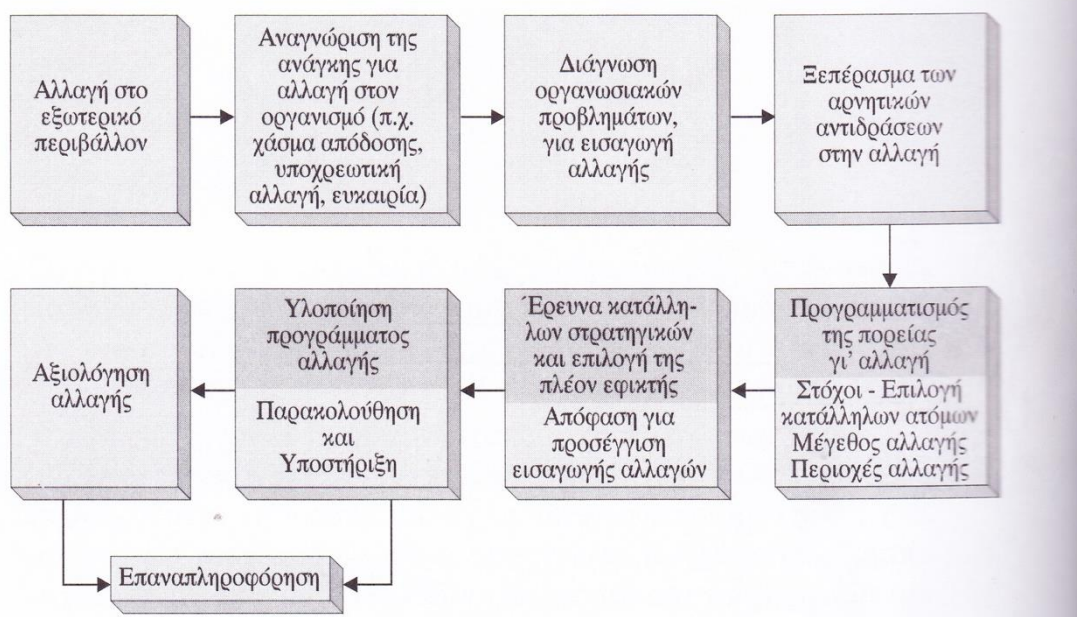 Αλλαγή στο
εξωτερικό
περιβάλλον
Αναγνώριση της
ανάγκης για
αλλαγή στον
οργανισμό (π.χ.
χάσμα απόδοσης,
υποχρεωτική
αλλαγή, ευκαιρία)
Διάγνωση
οργανωσιακών
προβλημάτων,
για εισαγωγή
αλλαγής
Ξεπέρασμα των
αρνητικών
αντιδράσεων
στην αλλαγή
Προγραμματισμός
της πορείας
γι' αλλαγή
Στόχοι - Επιλογή
κατάλληλων ατόμων
Μέγεθος αλλαγής
Περιοχές αλλαγής
Έρευνα κατάλλη-
λων στρατηγικών
και επιλογή της
πλέον εφικτής
Απόφαση για
προσέγγιση
εισαγωγής αλλαγών
Υλοποίηση
προγράμματος
αλλαγής
Παρακολούθηση
και
Υποστήριξη
Αξιολόγηση
αλλαγής
Επαναπληροφόρηση